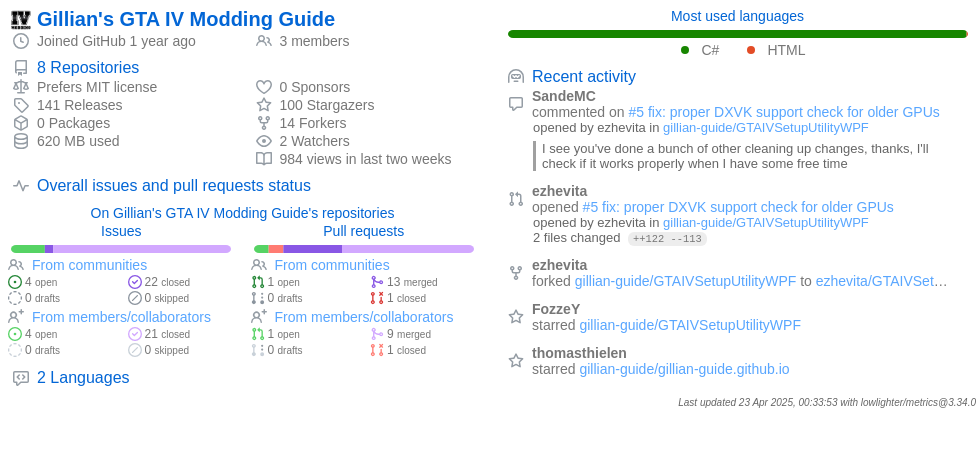 Gillian's GTA IV Modding Guide
Joined GitHub 1 year ago
3 members
8 Repositories
Prefers MIT license
141 Releases
0 Packages
620 MB used
0 Sponsors
100 Stargazers
14 Forkers
2 Watchers
984 views in last two weeks
Overall issues and pull requests status
On Gillian's GTA IV Modding Guide's repositories
Issues
From communities
4 open
22 closed
0 drafts
0 skipped
From members/collaborators
4 open
21 closed
0 drafts
0 skipped
Pull requests
From communities
1 open
13 merged
0 drafts
1 closed
From members/collaborators
1 open
9 merged
0 drafts
1 closed
2 Languages
Most used languages
C#
HTML
Recent activity
SandeMC
commented on #5 fix: proper DXVK support check for older GPUs
opened by ezhevita in gillian-guide/GTAIVSetupUtilityWPF
I see you've done a bunch of other cleaning up changes, thanks, I'll
check if it works properly when I have some free time
ezhevita
opened #5 fix: proper DXVK support check for older GPUs
opened by ezhevita in gillian-guide/GTAIVSetupUtilityWPF
2 files changed ++122 --113
ezhevita
forked gillian-guide/GTAIVSetupUtilityWPF to ezhevita/GTAIVSet…
FozzeY
starred gillian-guide/GTAIVSetupUtilityWPF
thomasthielen
starred gillian-guide/gillian-guide.github.io
Last updated 23 Apr 2025, 00:33:53 with lowlighter/metrics@3.34.0